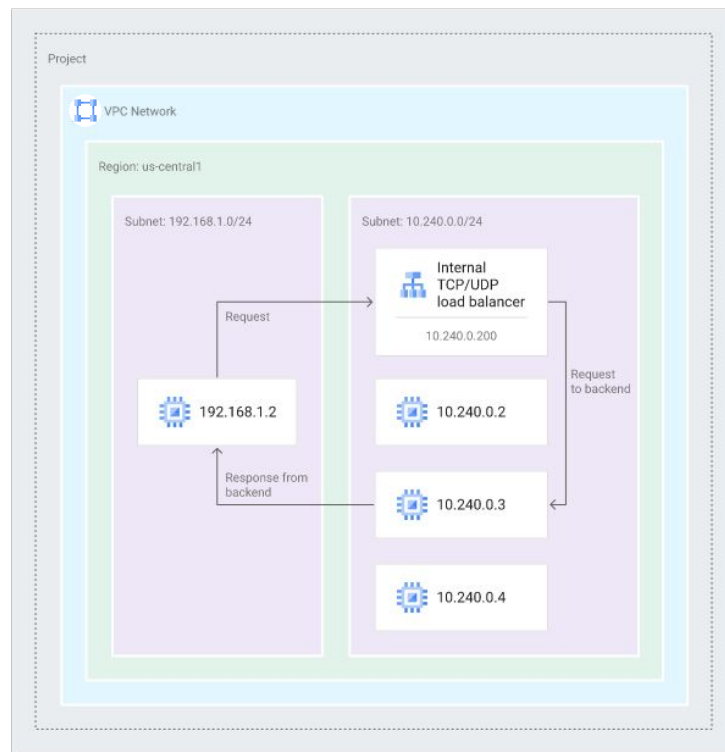 Project
VPC Network
Region: us-central1
Subnet: 192.168.1.0/24
Subnet: 10.240.0.0/24
Internal
TCP/UDP
load balancer
10.240.0.200
Request
Request
to backend
192.168.1.2
10.240.0.2
Response from
backend
10.240.0.3
10.240.0.4